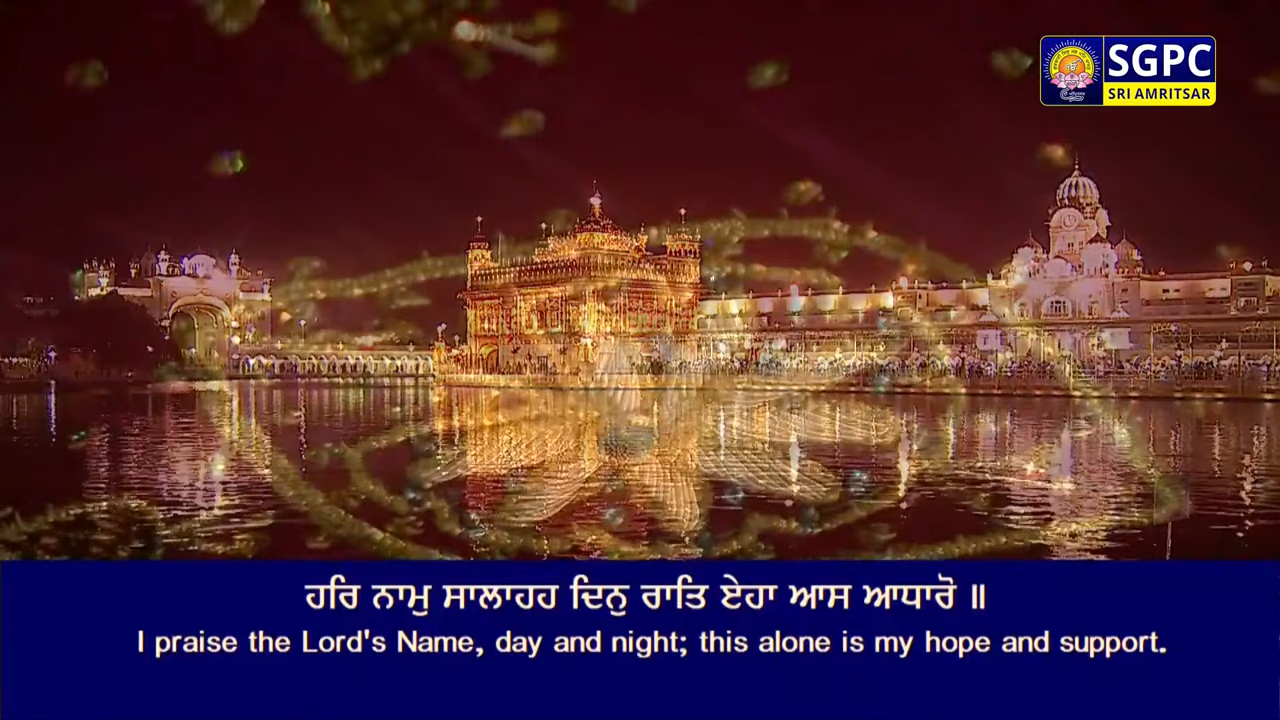 SGPC
SRI AMRITSAR
ਹਰਿ ਨਾਮੁ ਸਾਲਾਹਹ ਦਿਨੁ ਰਾਤਿ ਏਹਾ ਆਸ ਆਧਾਰੋ ॥
I praise the Lord's Name, day and night; this alone is my hope and support.